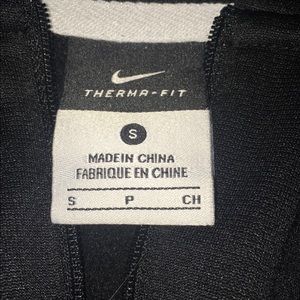 THERMA-FIT
S
MADE IN CHINA
FABRIQUE EN CHINE
S P CH